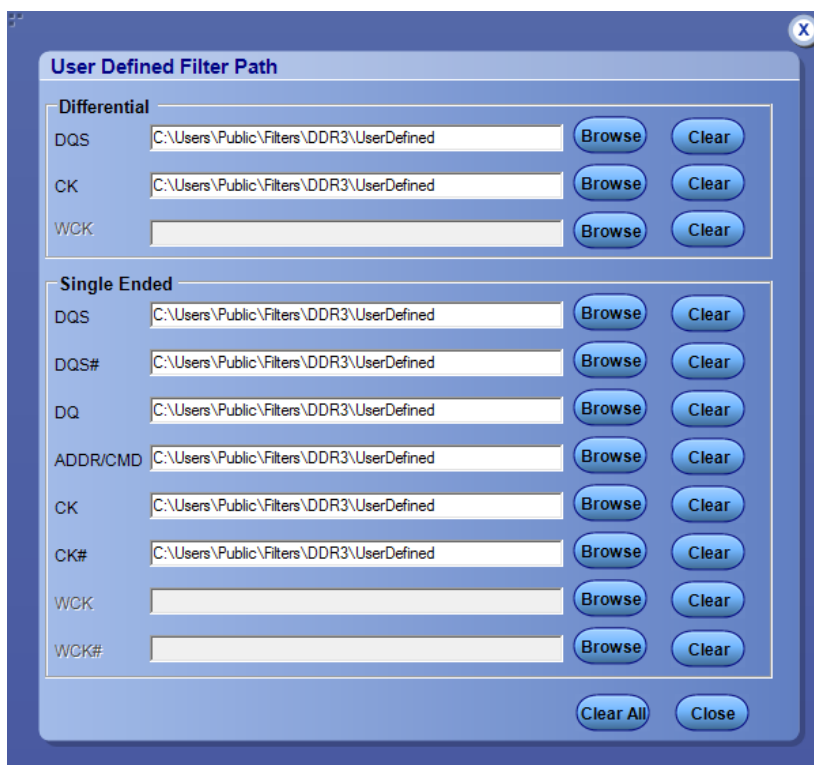 X
User Defined Filter Path
Differential
DQS C:\Users\Public\Filters\DDR3\UserDefined Browse Clear
CK C:\Users\Public\Filters\DDR3\UserDefined Browse Clear
WCK Browse Clear
Single Ended
DQS C:\Users\Public\Filters\DDR3\UserDefined Browse Clear
DQS# C:\Users\Public\Filters\DDR3\UserDefined Browse Clear
DQ C:\Users\Public\Filters\DDR3\UserDefined Browse Clear
ADDR/CMD C:\Users\Public\Filters\DDR3\UserDefined Browse Clear
CK C:\Users\Public\Filters\DDR3\UserDefined Browse Clear
CK# C:\Users\Public\Filters\DDR3\UserDefined Browse Clear
WCK Browse Clear
WCK# Browse Clear
Clear All Close